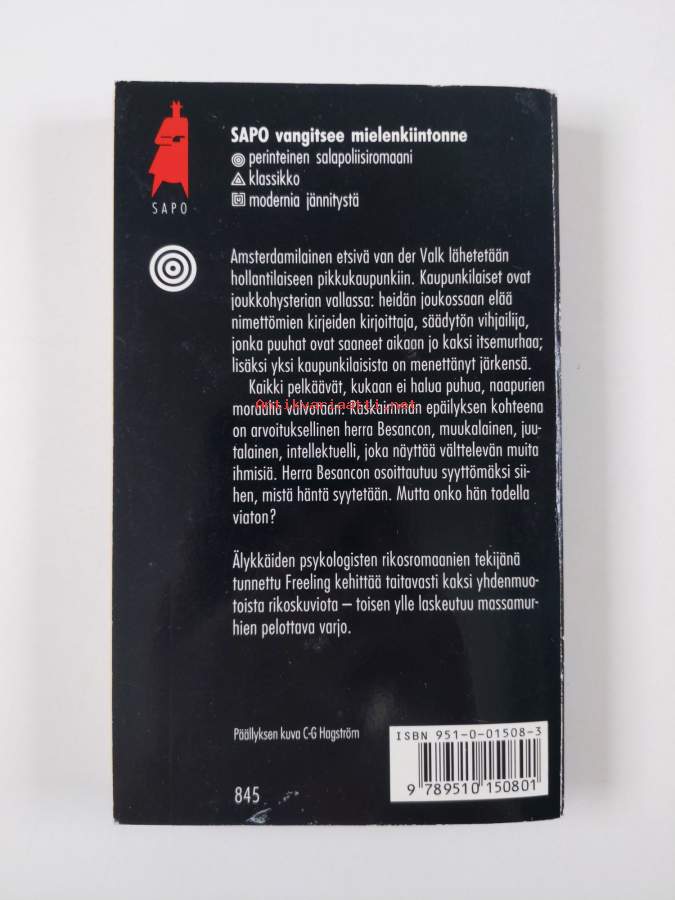 SAPO vangitsee mielenkiintonne
perinteinen salapoliisiromaani
klassikko
modernia jännitystä
SAPO
Amsterdamilainen etsivä van der Valk lähetetään
hollantilaiseen pikkukaupunkiin. Kaupunkilaiset ovat
joukkohysterian vallassa: heidän joukossaan elää
nimettömien kirjeiden kirjoittaja, säädytön vihjailija,
jonka puuhat ovat saaneet aikaan jo kaksi itsemurhaa;
lisäksi yksi kaupunkilaisista on menettänyt järkensä.
Kaikki pelkäävät, kukaan ei halua puhua, naapurien
moraalia valvotaan. Raskaimman epäilyksen kohteena
Antikvariaatti.net
on arvoituksellinen herra Besancon, muukalainen, juu-
talainen, intellektuelli, joka näyttää välttelevän muita
ihmisiä. Herra Besancon osoittautuu syyttömäksi sii-
hen, mistä häntä syytetään. Mutta onko hän todella
viaton?
Älykkäiden psykologisten rikosromaanien tekijänä
tunnettu Freeling kehittää taitavasti kaksi yhdenmuo-
toista rikoskuviota – toisen ylle laskeutuu massamur-
hien pelottava varjo.
Päällyksen kuva C-G Hagström
ISBN 951-0-01508-3
9 789510 150801
845